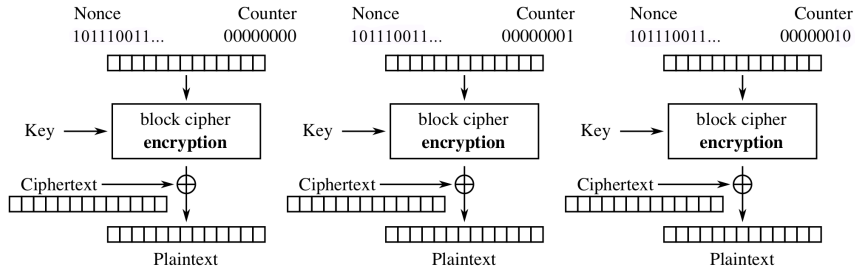 Nonce Counter Nonce Counter Nonce Counter
101110011... 00000000 101110011... 00000001 101110011... 00000010
block cipher block cipher block cipher
Key encryption Key encryption Key encryption
Ciphertext Ciphertext Ciphertext
Plaintext Plaintext Plaintext